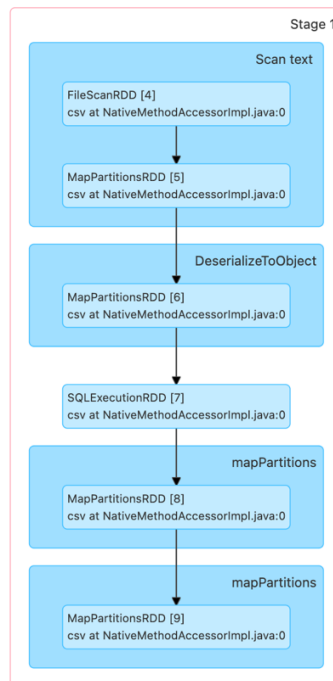 Stage 1
Scan text
FileScanRDD [4]
csv at NativeMethodAccessorImpl.java:0
MapPartitionsRDD [5]
csv at NativeMethodAccessorImpl.java:0
DeserializeToObject
MapPartitionsRDD [6]
csv at NativeMethodAccessorImpl.java:0
SQLExecutionRDD [7]
csv at NativeMethodAccessorImpl.java:0
mapPartitions
MapPartitionsRDD [8]
csv at NativeMethodAccessorImpl.java:0
mapPartitions
MapPartitionsRDD [9]
csv at NativeMethodAccessorImpl.java:0